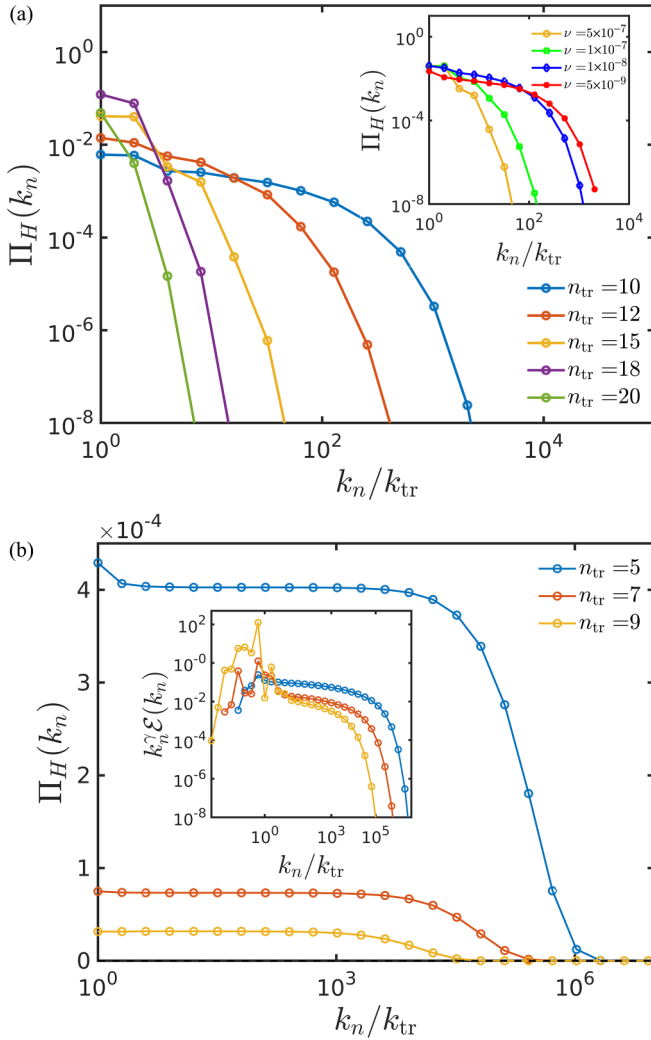 (a)
10^0
10^-2
10^-4
10^-6
10^-8
Π_H(k_n)
10^0 10^2 10^4
k_n/k_tr
n_tr =10
n_tr =12
n_tr =15
n_tr =18
n_tr =20
10^0
10^-4
10^-8
Π_H(k_n)
10^0 10^2 10^4
k_n/k_tr
ν =5×10^-7
ν =1×10^-7
ν =1×10^-8
ν =5×10^-9
(b)
×10^-4
4
3
2
1
0
Π_H(k_n)
10^0 10^3 10^6
k_n/k_tr
n_tr =5
n_tr =7
n_tr =9
10^2
10^-0
10^-2
10^-4
10^-6
10^-8
k_n^γ ℰ(k_n)
10^0 10^3 10^5
k_n/k_tr